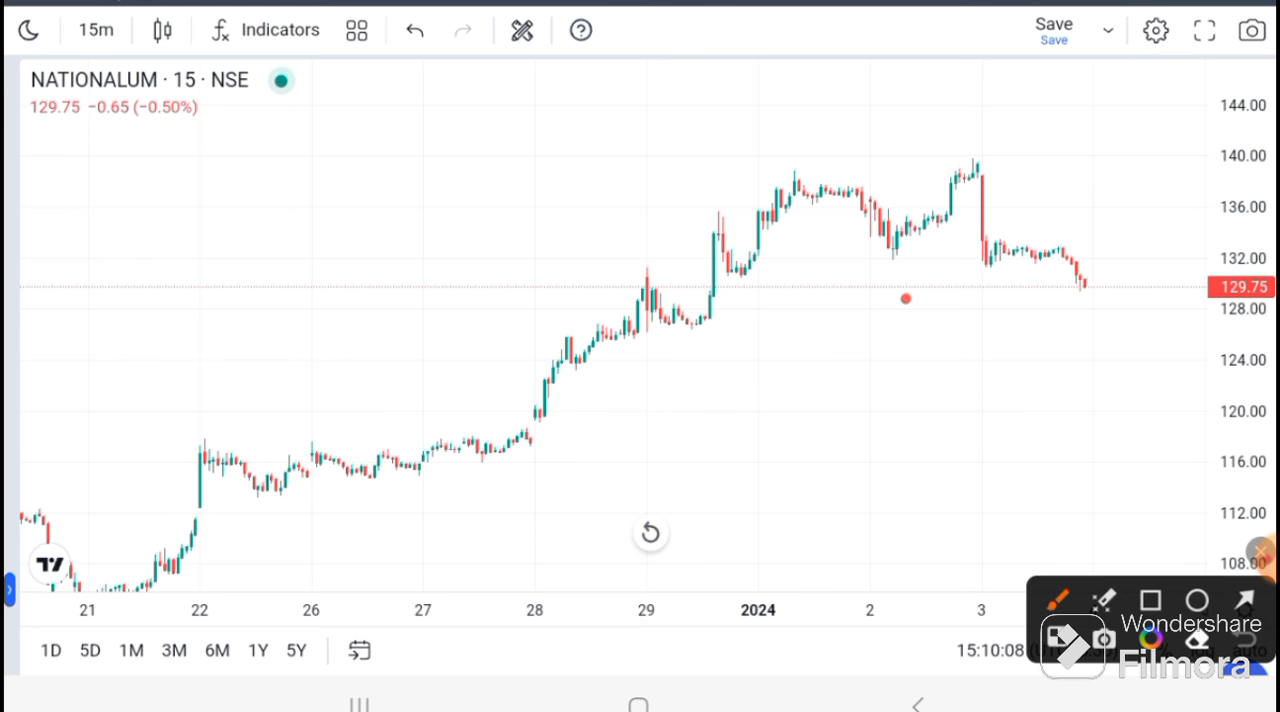 15m
Indicators
Save
Save
NATIONALUM · 15 · NSE
129.75 −0.65 (−0.50%)
144.00
140.00
136.00
132.00
129.75
128.00
124.00
120.00
116.00
112.00
108.00
21 22 26 27 28 29 2024 2 3
1D 5D 1M 3M 6M 1Y 5Y
15:10:08
auto
Wondershare
Filmora